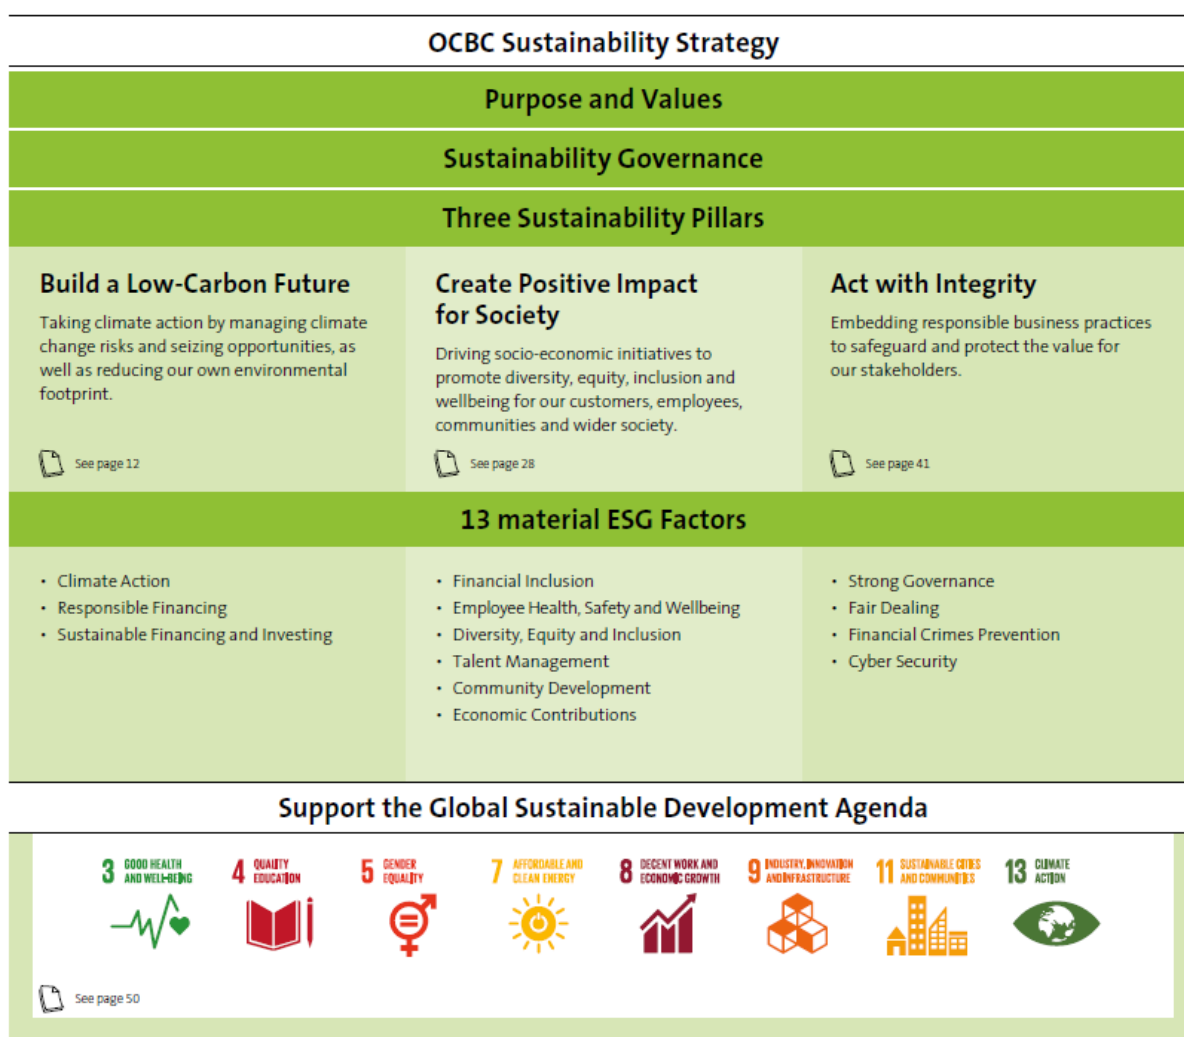 OCBC Sustainability Strategy
Purpose and Values
Sustainability Governance
Three Sustainability Pillars
Build a Low-Carbon Future
Taking climate action by managing climate
change risks and seizing opportunities, as
well as reducing our own environmental
footprint.
See page 12
Create Positive Impact
for Society
Driving socio-economic initiatives to
promote diversity, equity, inclusion and
wellbeing for our customers, employees,
communities and wider society.
See page 28
Act with Integrity
Embedding responsible business practices
to safeguard and protect the value for
our stakeholders.
See page 41
13 material ESG Factors
• Climate Action
• Responsible Financing
• Sustainable Financing and Investing
• Financial Inclusion
• Employee Health, Safety and Wellbeing
• Diversity, Equity and Inclusion
• Talent Management
• Community Development
• Economic Contributions
• Strong Governance
• Fair Dealing
• Financial Crimes Prevention
• Cyber Security
Support the Global Sustainable Development Agenda
3 GOOD HEALTH
AND WELL-BEING
4 QUALITY
EDUCATION
5 GENDER
EQUALITY
7 AFFORDABLE AND
CLEAN ENERGY
8 DECENT WORK AND
ECONOMIC GROWTH
9 INDUSTRY, INNOVATION
AND INFRASTRUCTURE
11 SUSTAINABLE CITIES
AND COMMUNITIES
13 CLIMATE
ACTION
See page 50